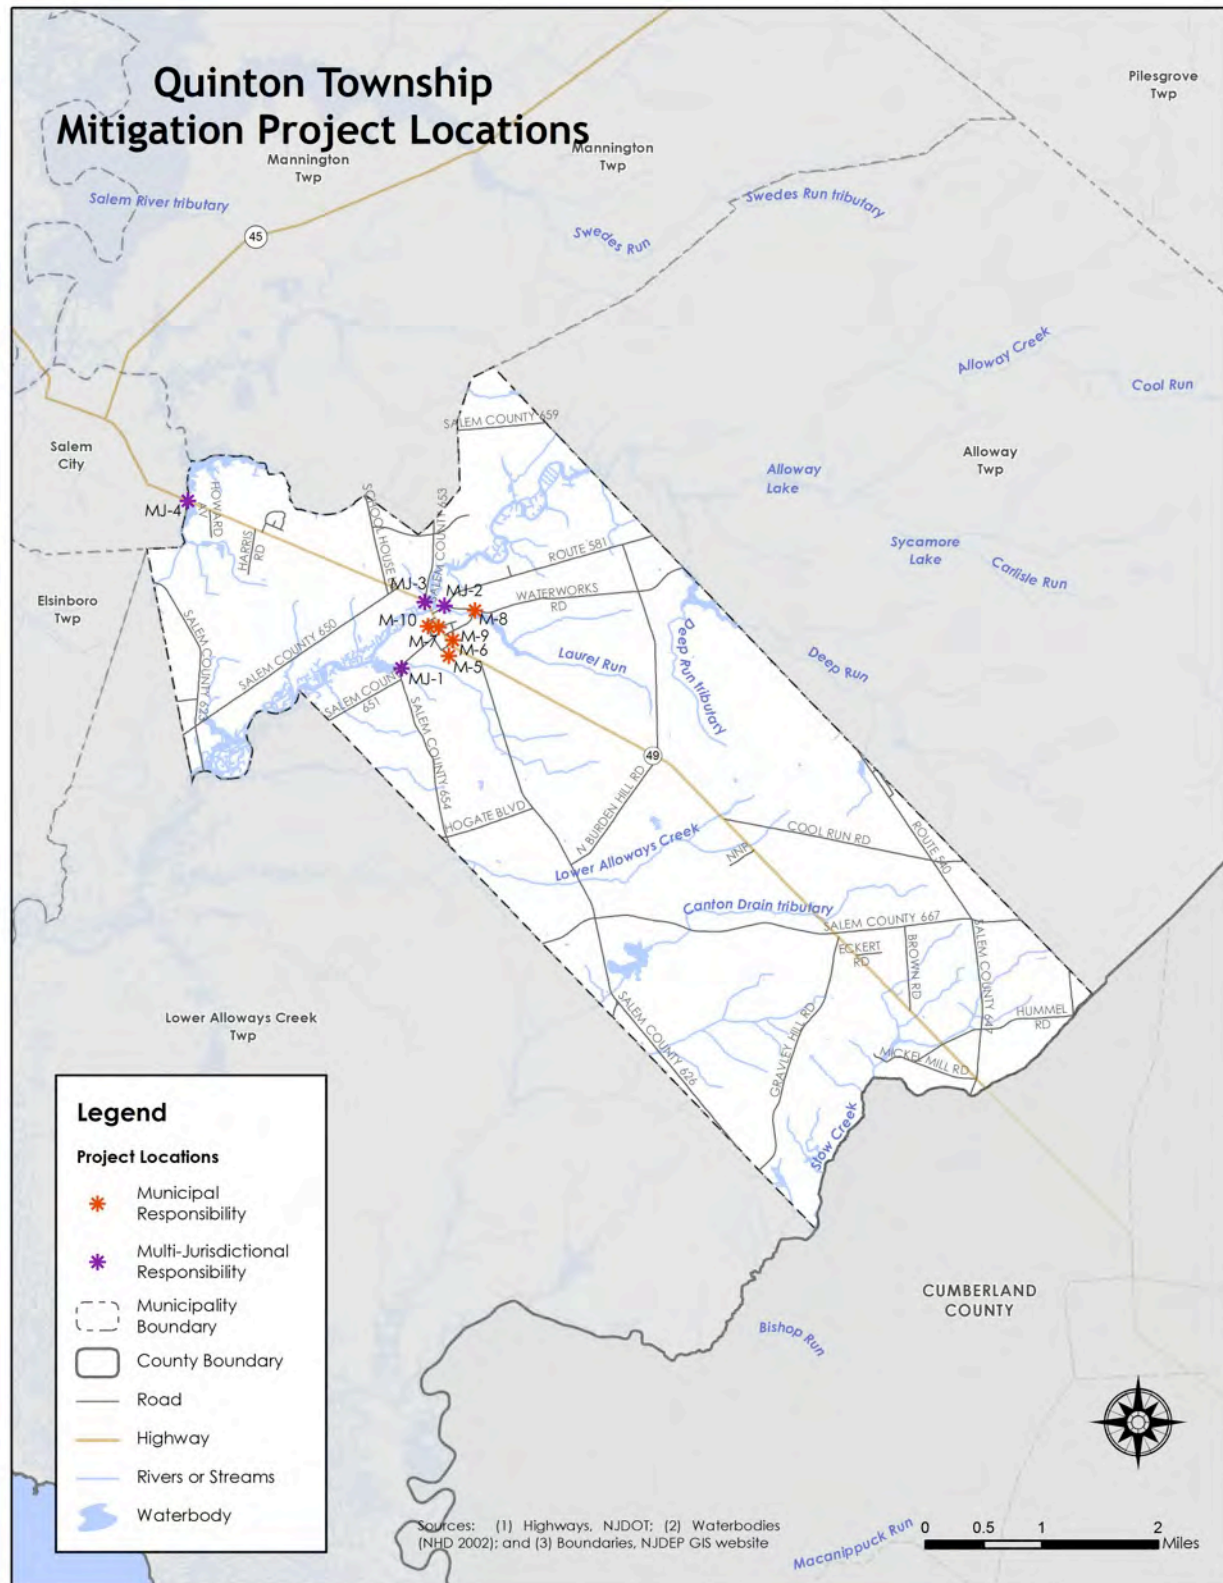 Quinton Township
Mitigation Project Locations
Pilesgrove
Twp
Mannington
Twp
Mannington
Twp
Salem River tributary
Swedes Run tributary
Swedes Run
45
Alloway Creek
Cool Run
SALEM COUNTY 659
Salem
City
Alloway
Twp
Alloway
Lake
MJ-4
HOWARD
HARRIS
RD
SCHOOL HOUSE
SALEM COUNTY 653
ROUTE 581
Sycamore
Lake
Carlisle Run
Elsinboro
Twp
MJ-3
MJ-2
WATERWORKS
RD
M-10
M-8
M-7
M-9
M-6
M-5
MJ-1
SALEM COUNTY 650
SALEM COUNTY 623
SALEM COUNT
651
SALEM COUNTY 654
Laurel Run
Deep Run tributary
Deep Run
49
HOGATE BLVD
N BURDEN HILL RD
Lower Alloways Creek
NNP
COOL RUN RD
ROUTE 540
Canton Drain tributary
SALEM COUNTY 667
ECKERT
RD
BROWN RD
SALEM COUNTY 647
HUMMEL
RD
MICKEL MILL RD
SALEM COUNTY 626
GRAVLEY HILL RD
Stow Creek
Lower Alloways Creek
Twp
Legend
Project Locations
Municipal
Responsibility
Multi-Jurisdictional
Responsibility
Municipality
Boundary
County Boundary
Road
Highway
Rivers or Streams
Waterbody
CUMBERLAND
COUNTY
Bishop Run
Macanippuck Run
Sources: (1) Highways, NJDOT; (2) Waterbodies
(NHD 2002); and (3) Boundaries, NJDEP GIS website
0 0.5 1 2
Miles